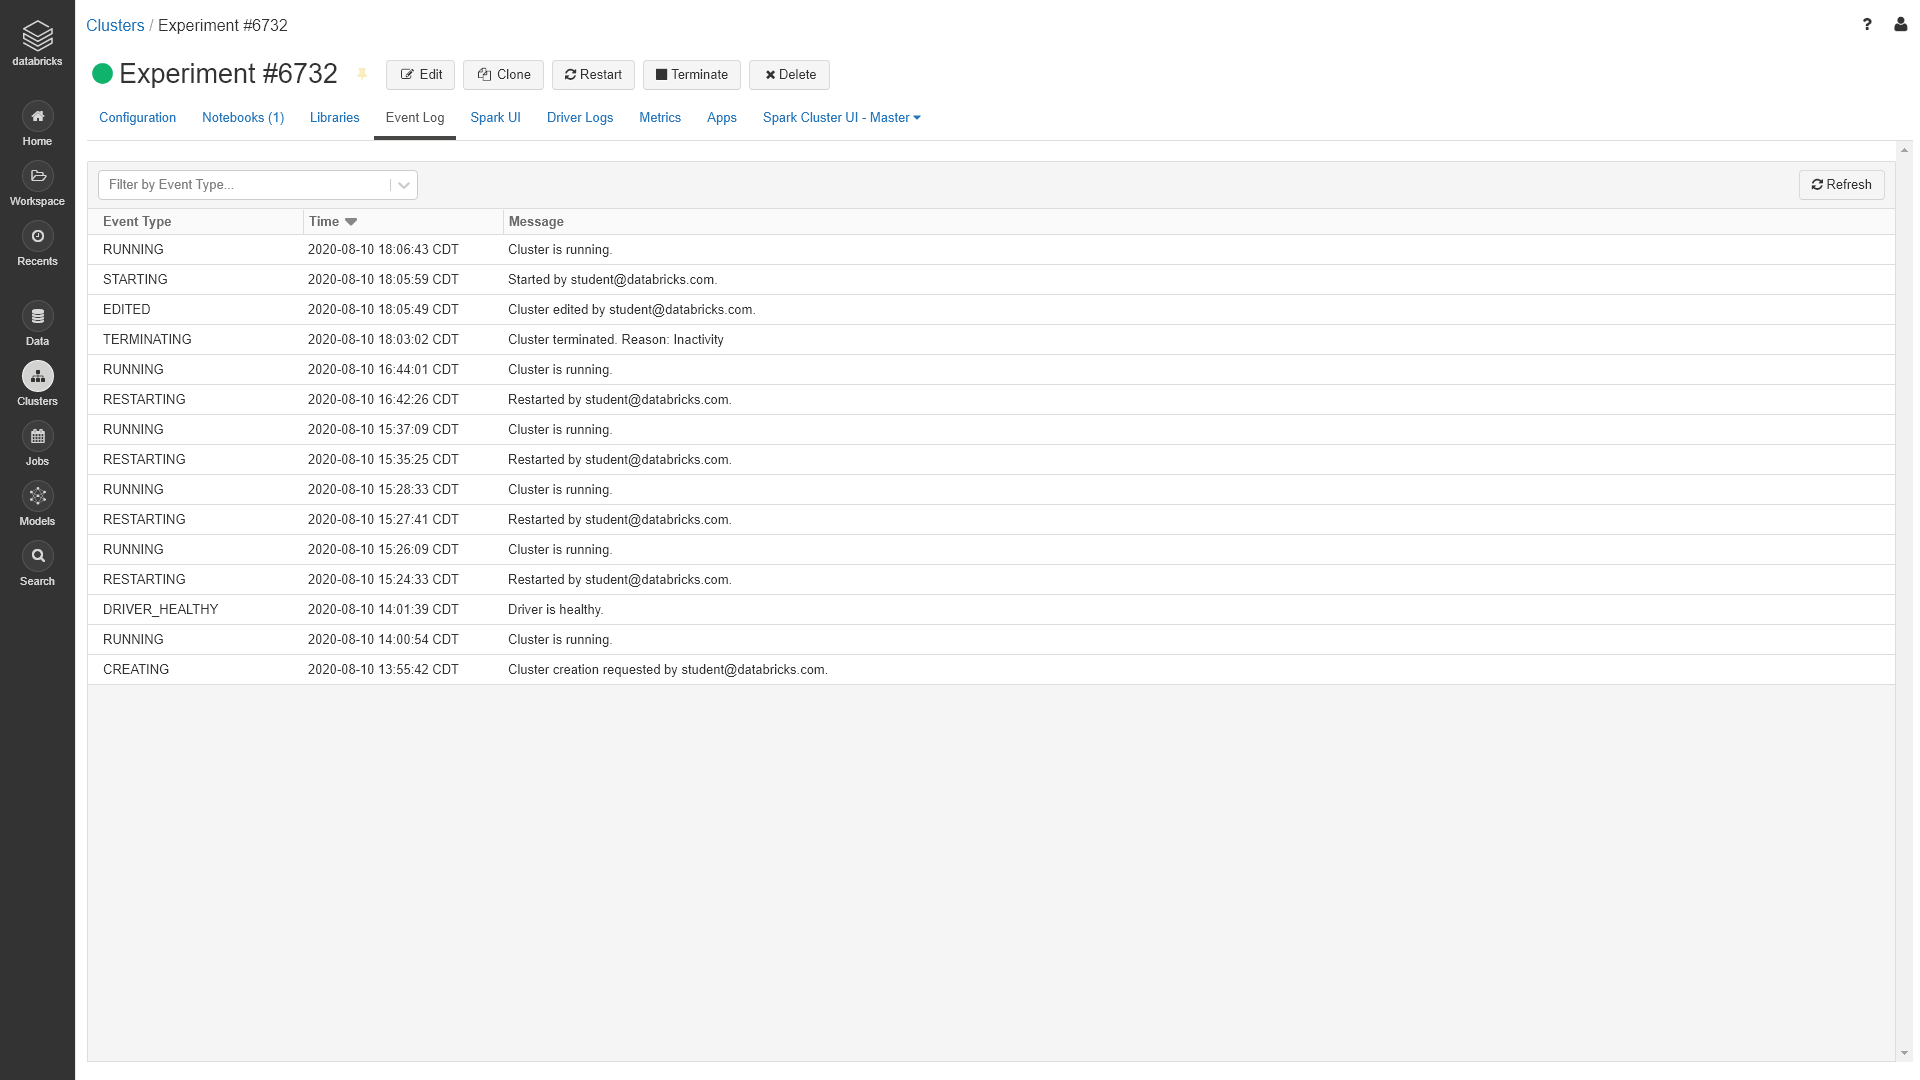 databricks
Home
Workspace
Recents
Data
Clusters
Jobs
Models
Search
Clusters / Experiment #6732
?
Experiment #6732 Edit Clone Restart Terminate Delete
Configuration Notebooks (1) Libraries Event Log Spark UI Driver Logs Metrics Apps Spark Cluster UI - Master
Filter by Event Type... Refresh
Event Type Time Message
RUNNING 2020-08-10 18:06:43 CDT Cluster is running.
STARTING 2020-08-10 18:05:59 CDT Started by student@databricks.com.
EDITED 2020-08-10 18:05:49 CDT Cluster edited by student@databricks.com.
TERMINATING 2020-08-10 18:03:02 CDT Cluster terminated. Reason: Inactivity
RUNNING 2020-08-10 16:44:01 CDT Cluster is running.
RESTARTING 2020-08-10 16:42:26 CDT Restarted by student@databricks.com.
RUNNING 2020-08-10 15:37:09 CDT Cluster is running.
RESTARTING 2020-08-10 15:35:25 CDT Restarted by student@databricks.com.
RUNNING 2020-08-10 15:28:33 CDT Cluster is running.
RESTARTING 2020-08-10 15:27:41 CDT Restarted by student@databricks.com.
RUNNING 2020-08-10 15:26:09 CDT Cluster is running.
RESTARTING 2020-08-10 15:24:33 CDT Restarted by student@databricks.com.
DRIVER_HEALTHY 2020-08-10 14:01:39 CDT Driver is healthy.
RUNNING 2020-08-10 14:00:54 CDT Cluster is running.
CREATING 2020-08-10 13:55:42 CDT Cluster creation requested by student@databricks.com.